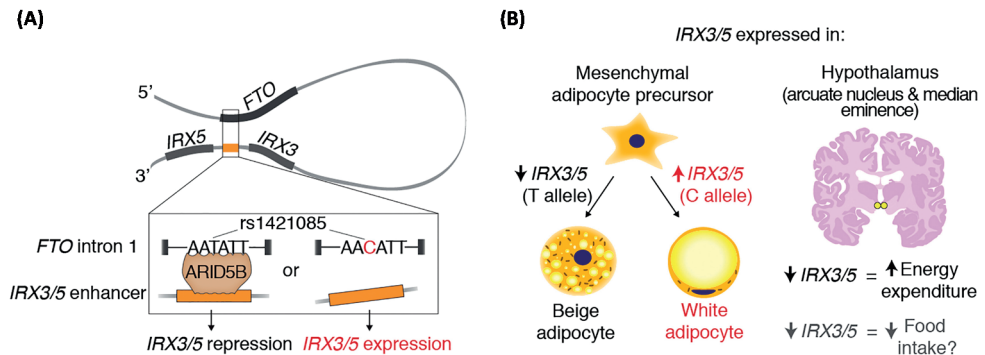 (A)
5'
FTO
IRX5
IRX3
3'
rs1421085
FTO intron 1
AATATT
AACATT
ARID5B
or
IRX3/5 enhancer
IRX3/5 repression
IRX3/5 expression
(B)
IRX3/5 expressed in:
Mesenchymal
adipocyte precursor
IRX3/5
(T allele)
IRX3/5
(C allele)
Beige
adipocyte
White
adipocyte
Hypothalamus
(arcuate nucleus & median
eminence)
IRX3/5 = Energy
expenditure
IRX3/5 = Food
intake?